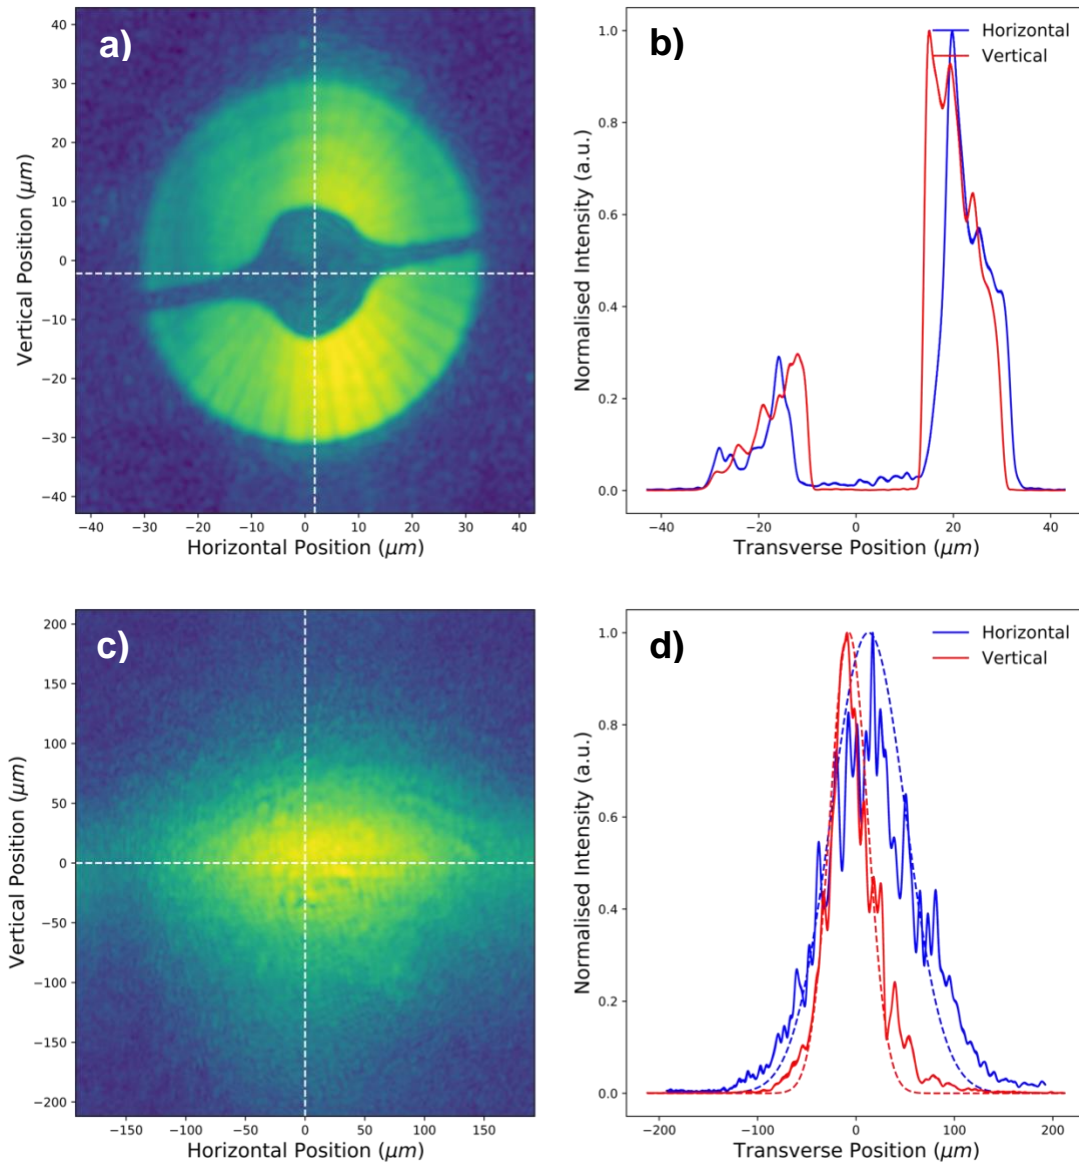 a)
40
30
20
10
0
−10
−20
−30
−40
Vertical Position (μm)
−40 −30 −20 −10 0 10 20 30 40
Horizontal Position (μm)
b)
Horizontal
Vertical
1.0
0.8
0.6
0.4
0.2
0.0
Normalised Intensity (a.u.)
−40 −20 0 20 40
Transverse Position (μm)
c)
200
150
100
50
0
−50
−100
−150
−200
Vertical Position (μm)
−150 −100 −50 0 50 100 150
Horizontal Position (μm)
d)
Horizontal
Vertical
1.0
0.8
0.6
0.4
0.2
0.0
Normalised Intensity (a.u.)
−200 −100 0 100 200
Transverse Position (μm)